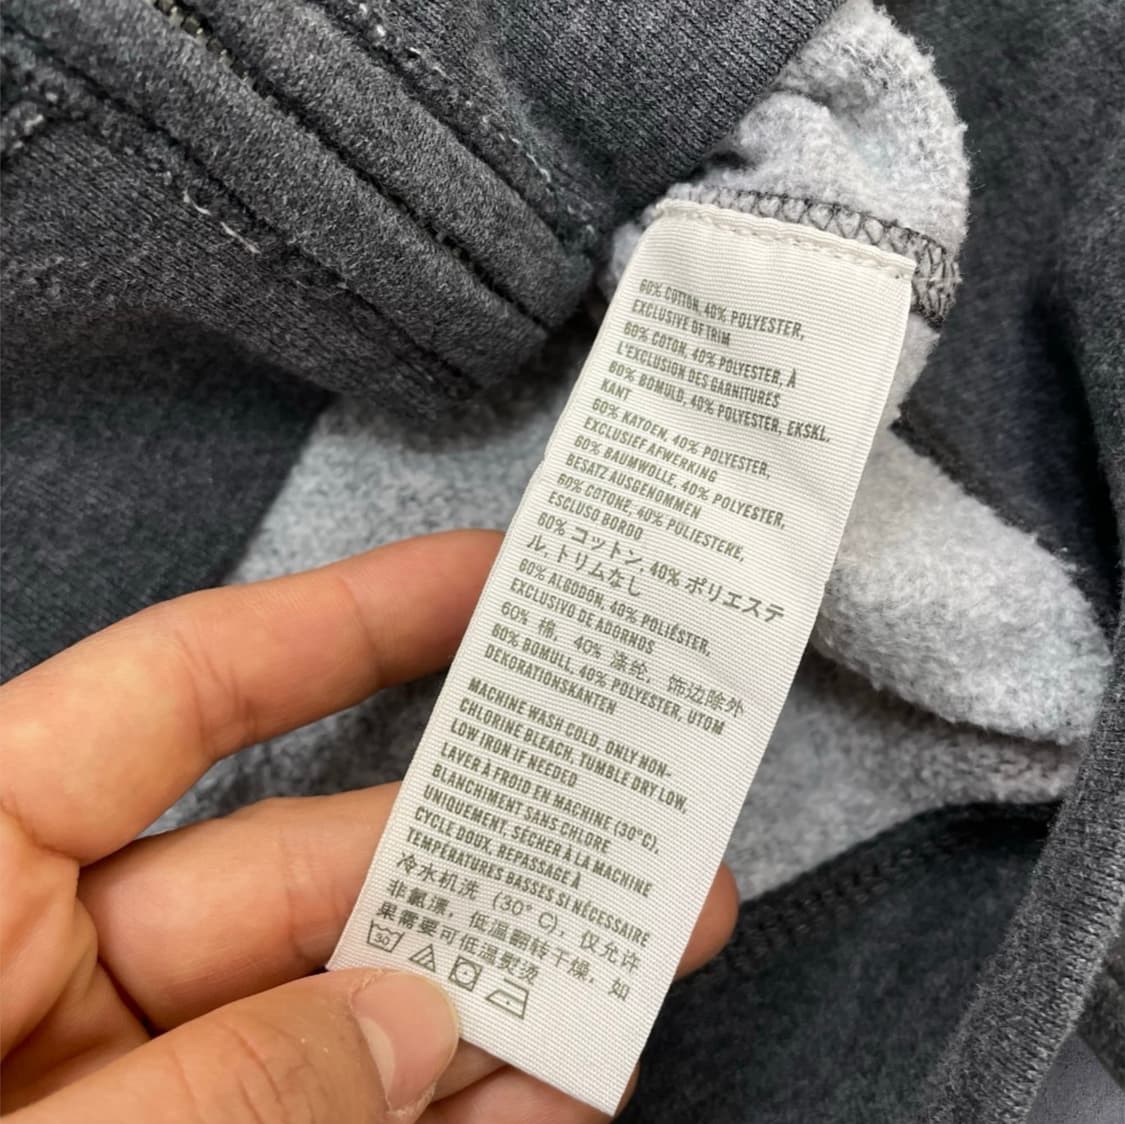 60% COTTON, 40% POLYESTER,
EXCLUSIVE OF TRIM
60% COTON, 40% POLYESTER, À
L'EXCLUSION DES GARNITURES
60% BOMULD, 40% POLYESTER, EKSKL.
KANT
60% KATOEN, 40% POLYESTER,
EXCLUSIEF AFWERKING
60% BAUMWOLLE, 40% POLYESTER,
BESATZ AUSGENOMMEN
60% COTONE, 40% POLIESTERE,
ESCLUSO BORDO
60% コットン, 40% ポリエステ
ル, トリムなし
60% ALGODÓN, 40% POLIÉSTER,
EXCLUSIVO DE ADORNOS
60% 棉, 40% 涤纶, 饰边除外
60% BOMULL, 40% POLYESTER, UTOM
DEKORATIONSKANTEN
MACHINE WASH COLD, ONLY NON-
CHLORINE BLEACH, TUMBLE DRY LOW,
LOW IRON IF NEEDED
LAVER À FROID EN MACHINE (30°C),
BLANCHIMENT SANS CHLORE
UNIQUEMENT, SÉCHER À LA MACHINE
CYCLE DOUX, REPASSAGE À
TEMPÉRATURES BASSES SI NÉCESSAIRE
冷水机洗 (30°C), 仅允许
非氯漂, 低温翻转干燥, 如
果需要可低温熨烫
30